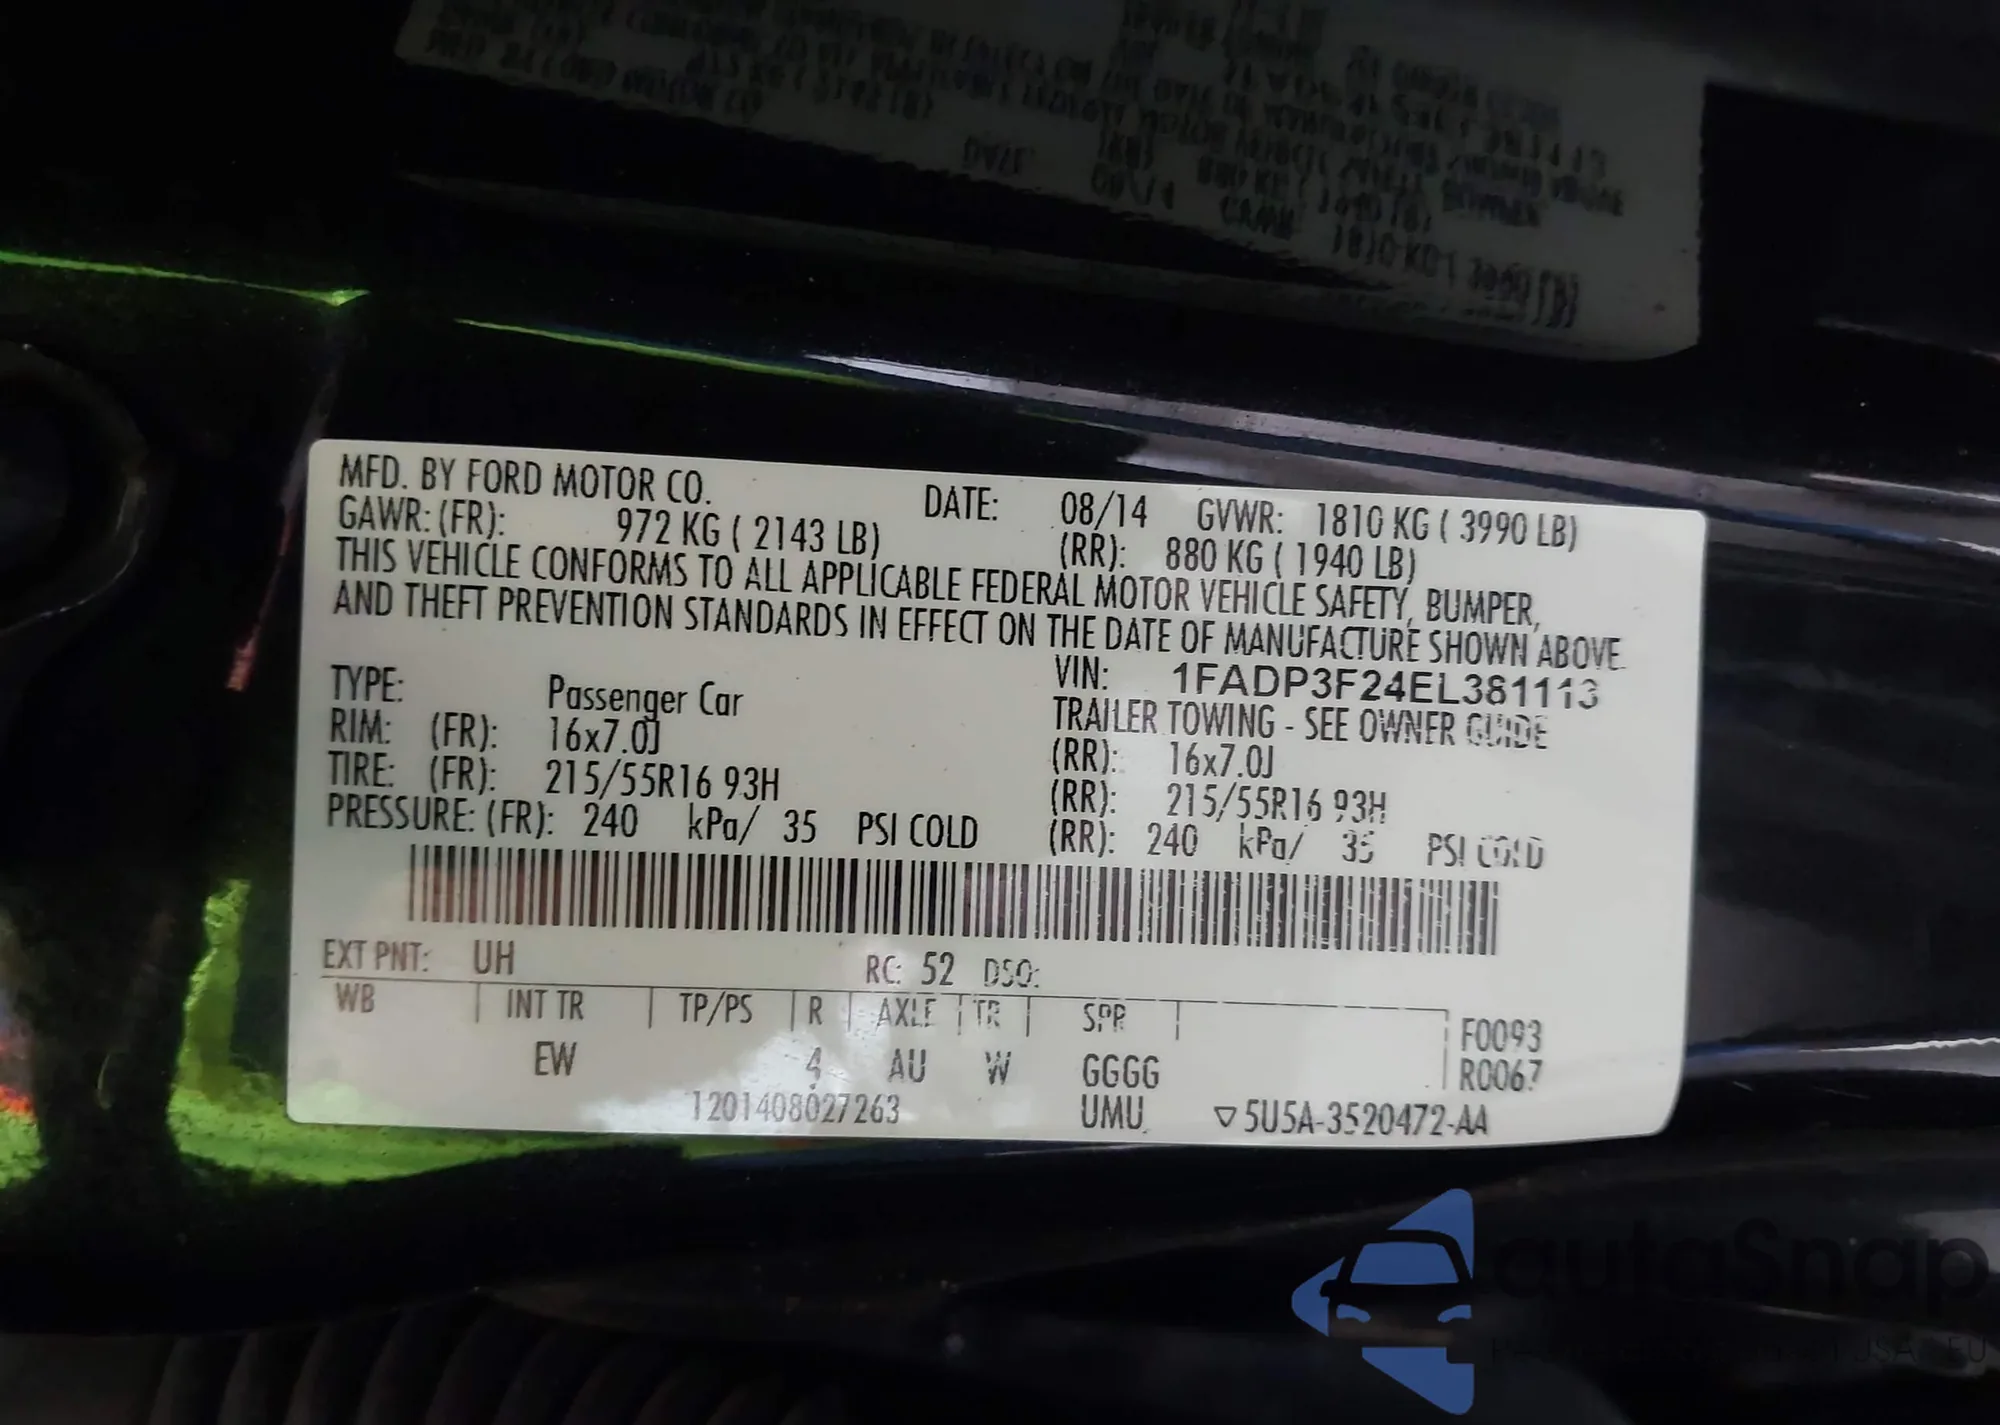 MFD. BY FORD MOTOR CO. DATE: 08/14 GVWR: 1810 KG ( 3990 LB)
GAWR: (FR): 972 KG ( 2143 LB) (RR): 880 KG ( 1940 LB)
THIS VEHICLE CONFORMS TO ALL APPLICABLE FEDERAL MOTOR VEHICLE SAFETY, BUMPER,
AND THEFT PREVENTION STANDARDS IN EFFECT ON THE DATE OF MANUFACTURE SHOWN ABOVE.
VIN: 1FADP3F24EL381113
TYPE: Passenger Car TRAILER TOWING - SEE OWNER GUIDE
RIM: (FR): 16x7.0J (RR): 16x7.0J
TIRE: (FR): 215/55R16 93H (RR): 215/55R16 93H
PRESSURE: (FR): 240 kPa/ 35 PSI COLD (RR): 240 kPa/ 35 PSI COLD
EXT PNT: UH RC: 52 DSO:
WB INT TR TP/PS R AXLE TR SPR F0093
EW 4 AU W GGGG R0067
1201408027263 UMU ▽5U5A-3520472-AA
autoSnap